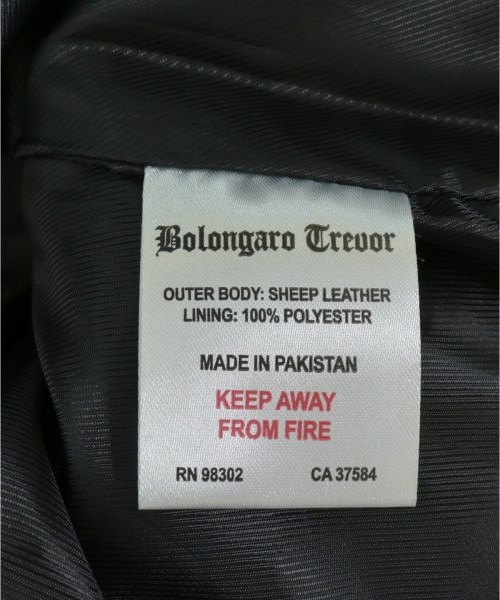 Bolongaro Trevor
OUTER BODY: SHEEP LEATHER
LINING: 100% POLYESTER
MADE IN PAKISTAN
KEEP AWAY
FROM FIRE
RN 98302 CA 37584